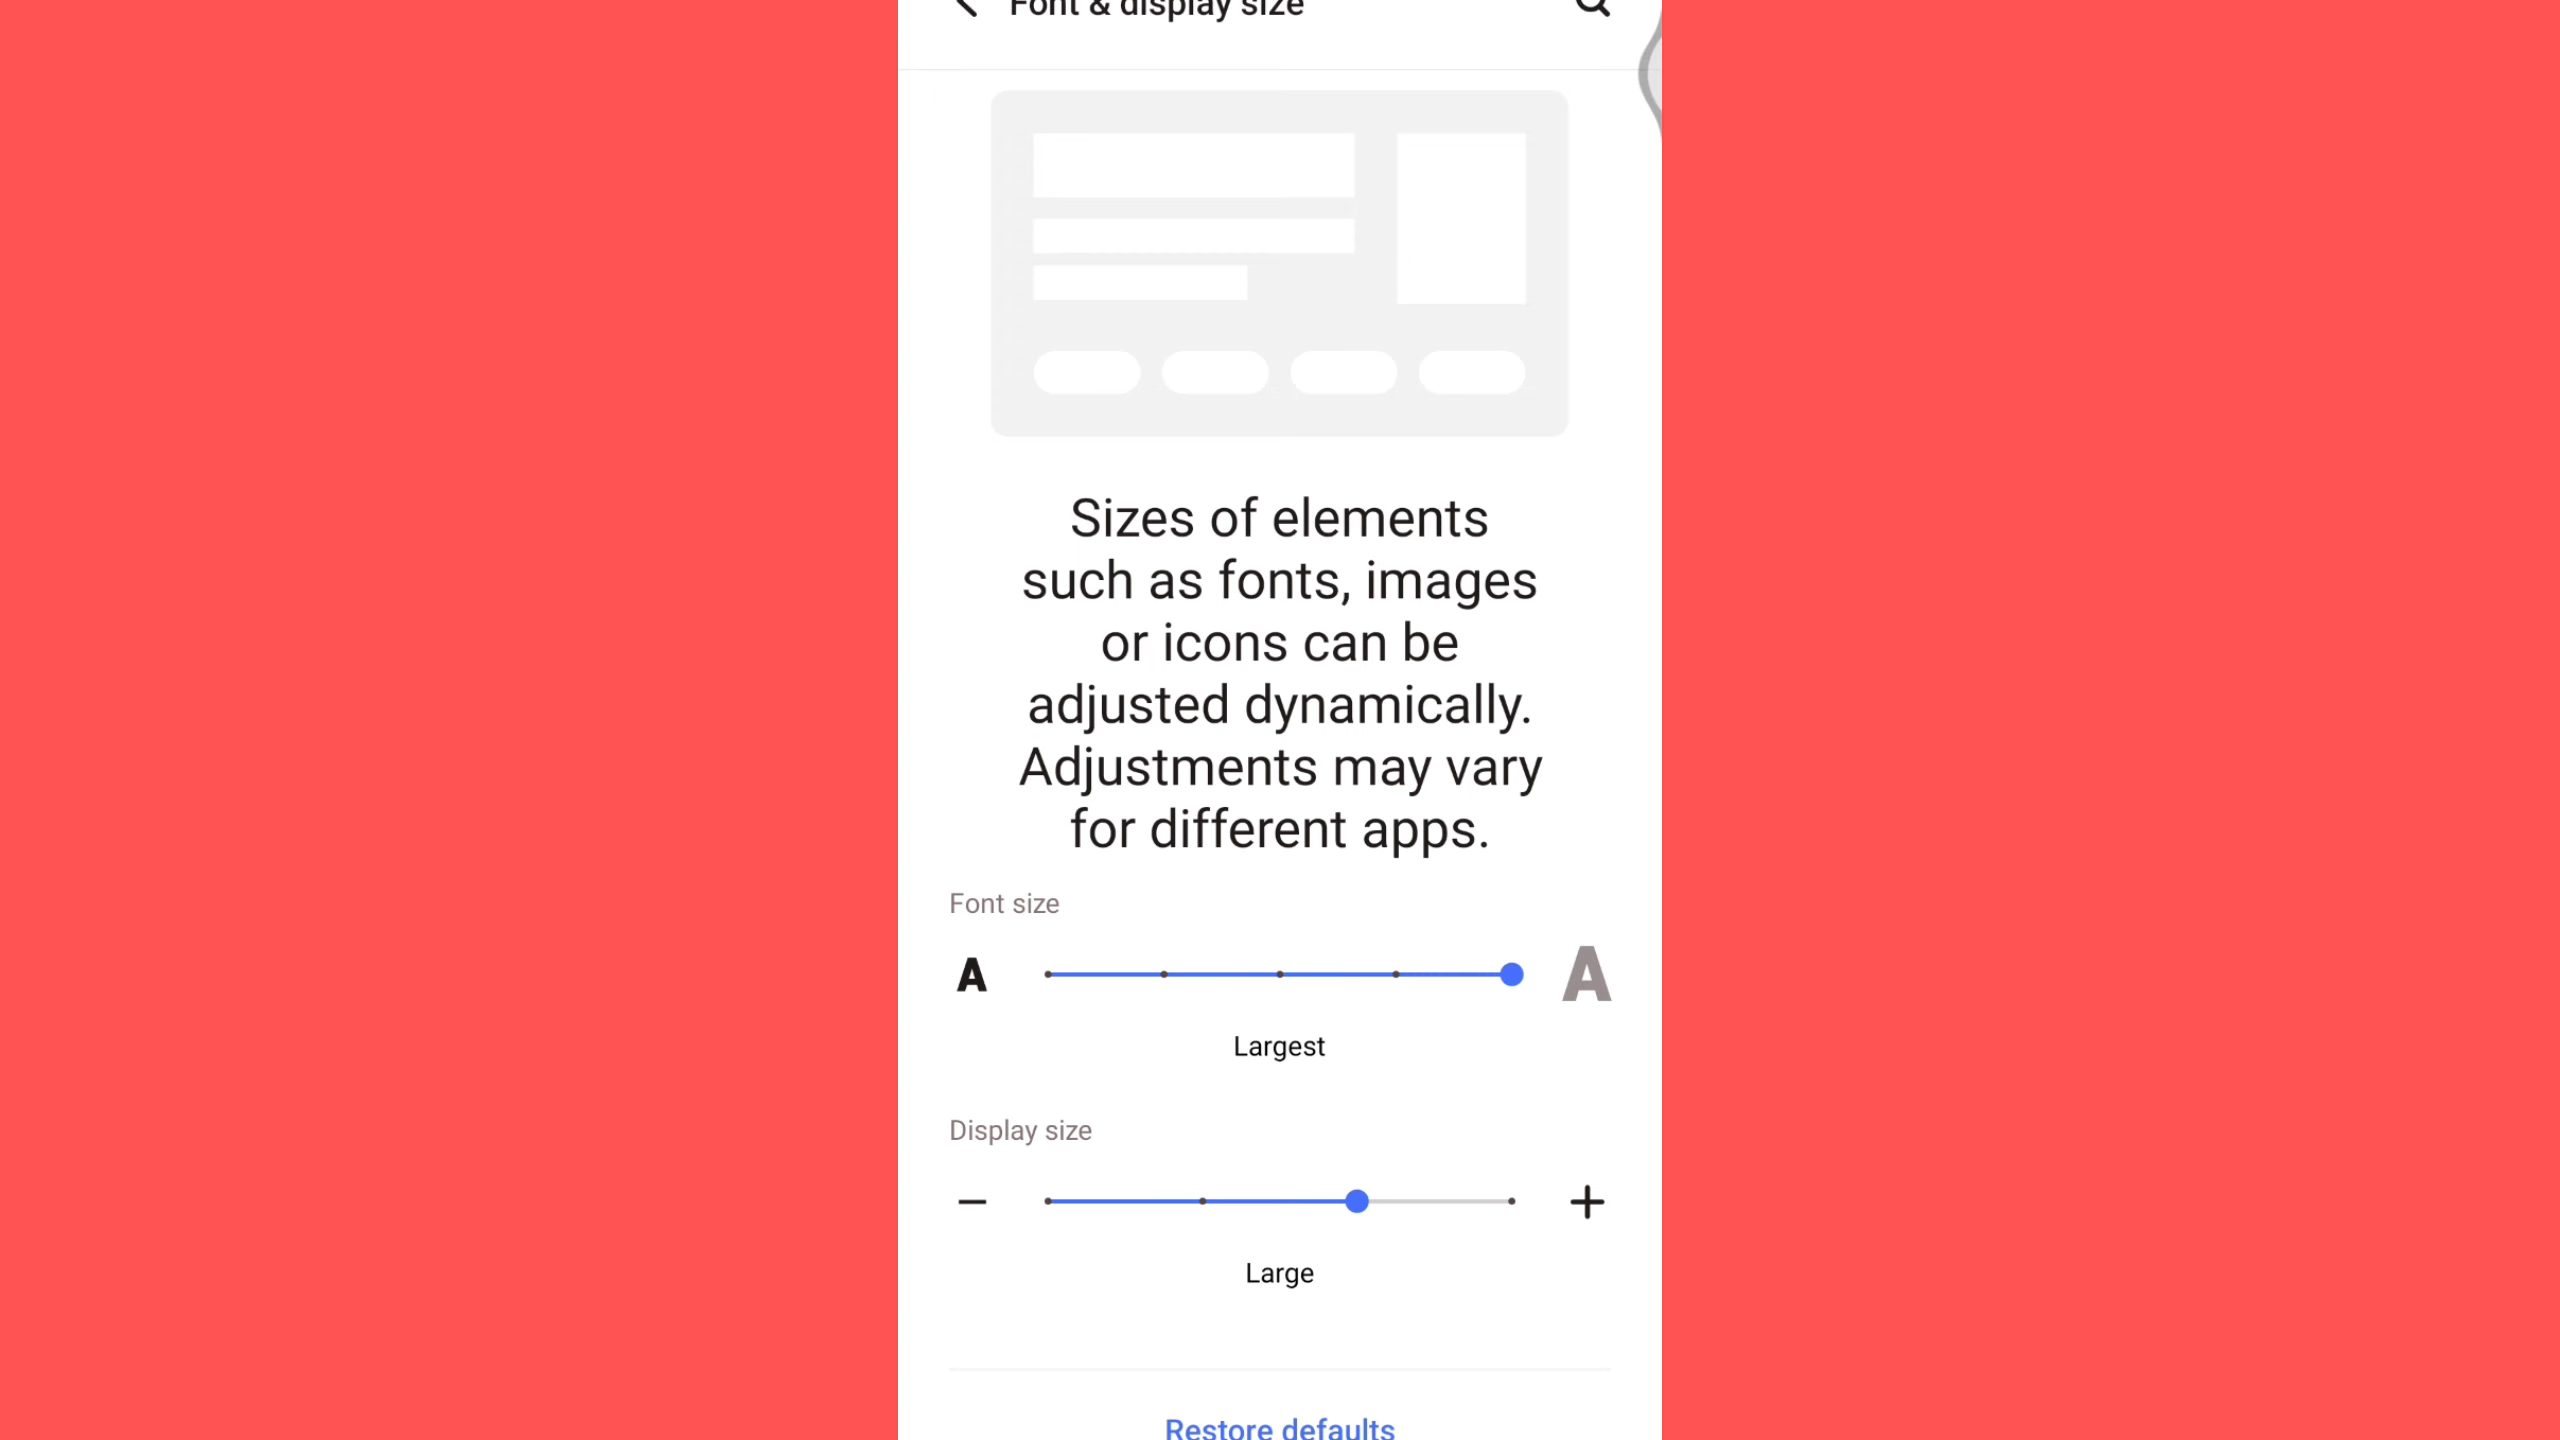 Font & display size
Sizes of elements
such as fonts, images
or icons can be
adjusted dynamically.
Adjustments may vary
for different apps.
Font size
A
A
Largest
Display size
Large
Restore defaults